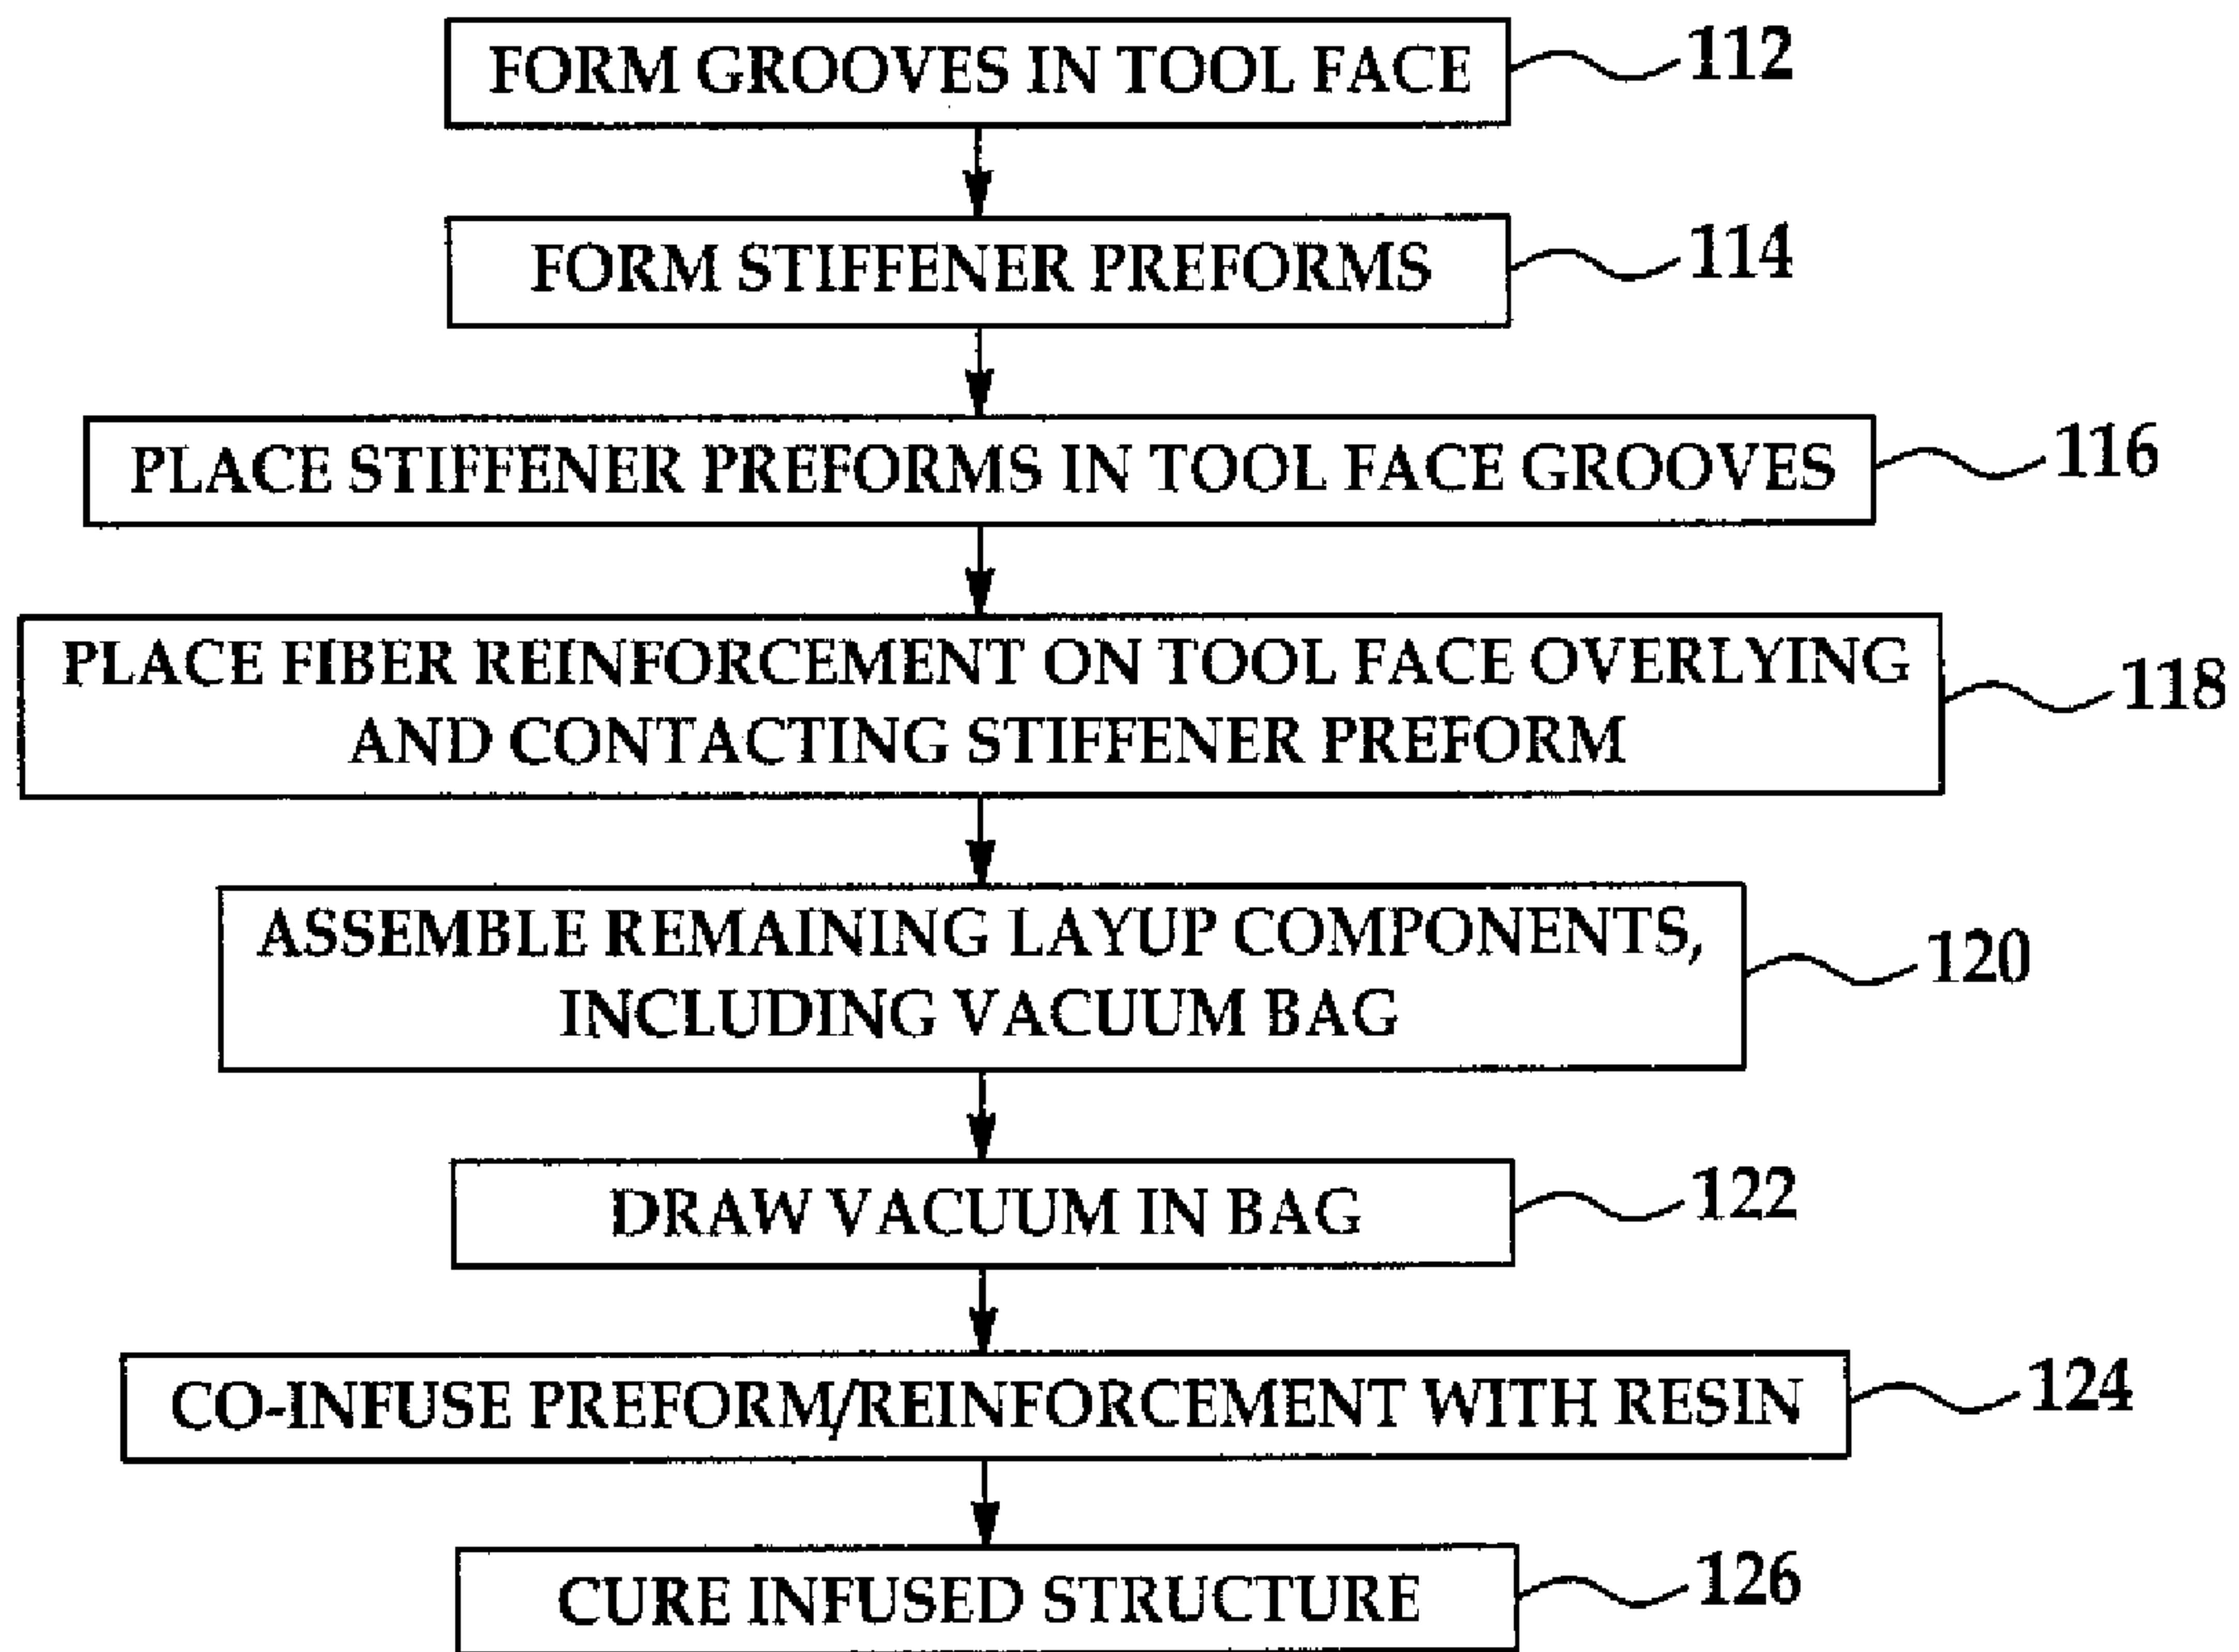 FORM GROOVES IN TOOL FACE
112
FORM STIFFENER PREFORMS
114
PLACE STIFFENER PREFORMS IN TOOL FACE GROOVES
116
PLACE FIBER REINFORCEMENT ON TOOL FACE OVERLYING
AND CONTACTING STIFFENER PREFORM
118
ASSEMBLE REMAINING LAYUP COMPONENTS,
INCLUDING VACUUM BAG
120
DRAW VACUUM IN BAG
122
CO-INFUSE PREFORM/REINFORCEMENT WITH RESIN
124
CURE INFUSED STRUCTURE
126